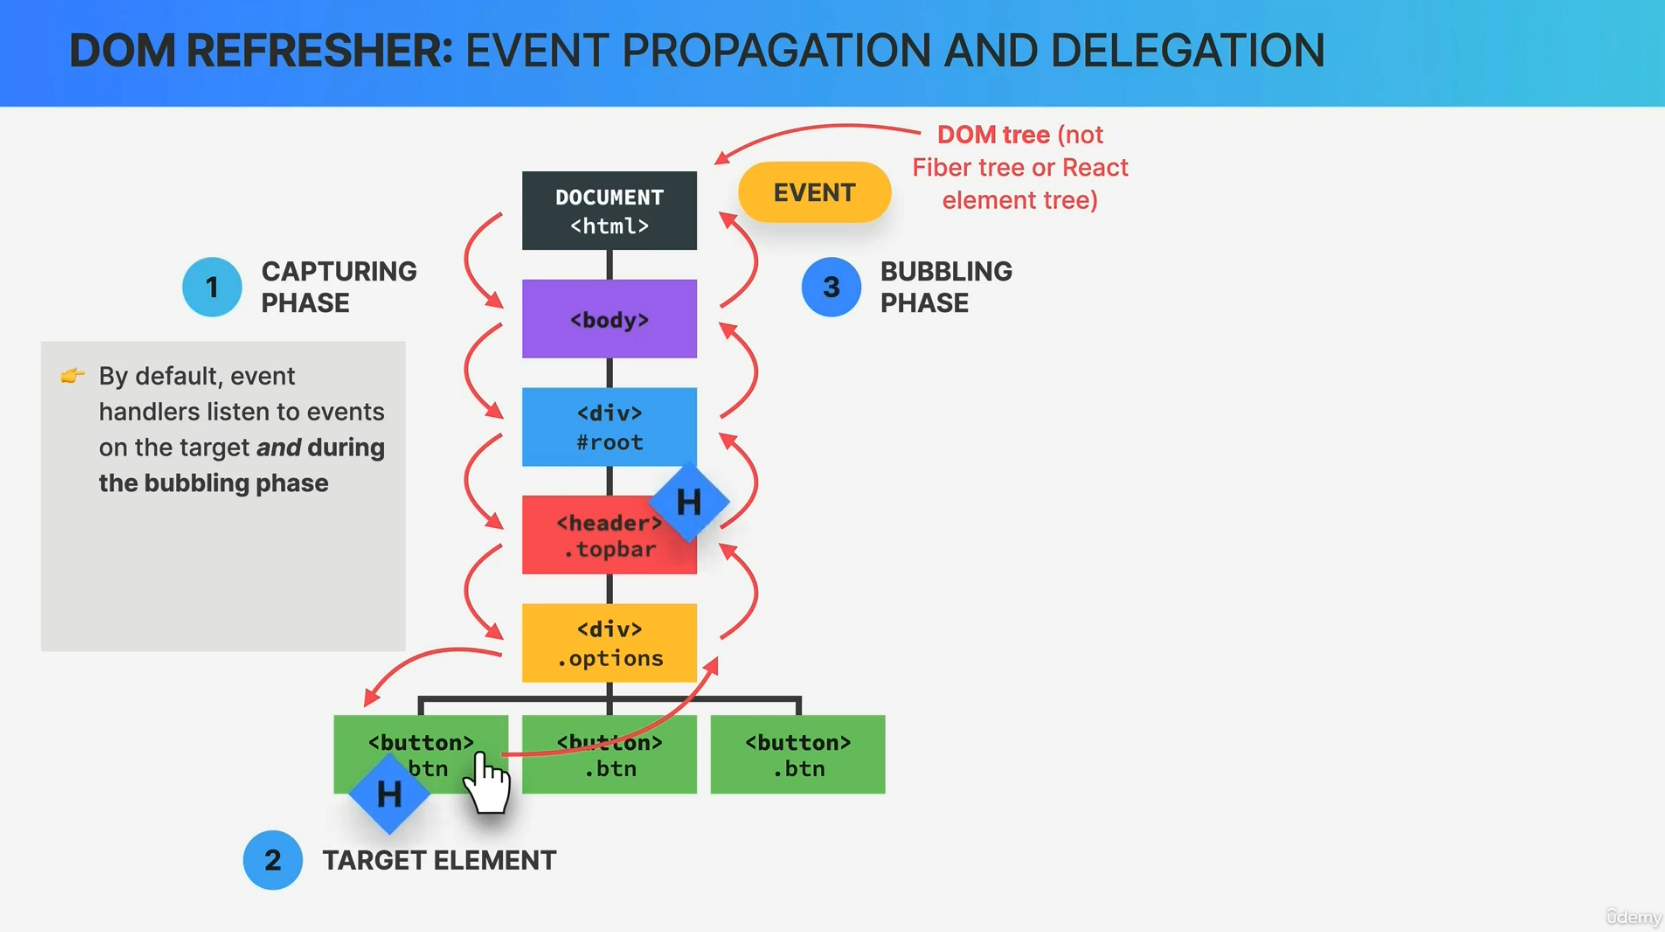 DOM REFRESHER: EVENT PROPAGATION AND DELEGATION
DOM tree (not
Fiber tree or React
element tree)
EVENT
DOCUMENT
<html>
1
CAPTURING
PHASE
3
BUBBLING
PHASE
<body>
👉 By default, event
handlers listen to events
on the target and during
the bubbling phase
<div>
#root
H
<header>
.topbar
<div>
.options
<button>
btn
H
<button>
.btn
<button>
.btn
2
TARGET ELEMENT
ûdemy